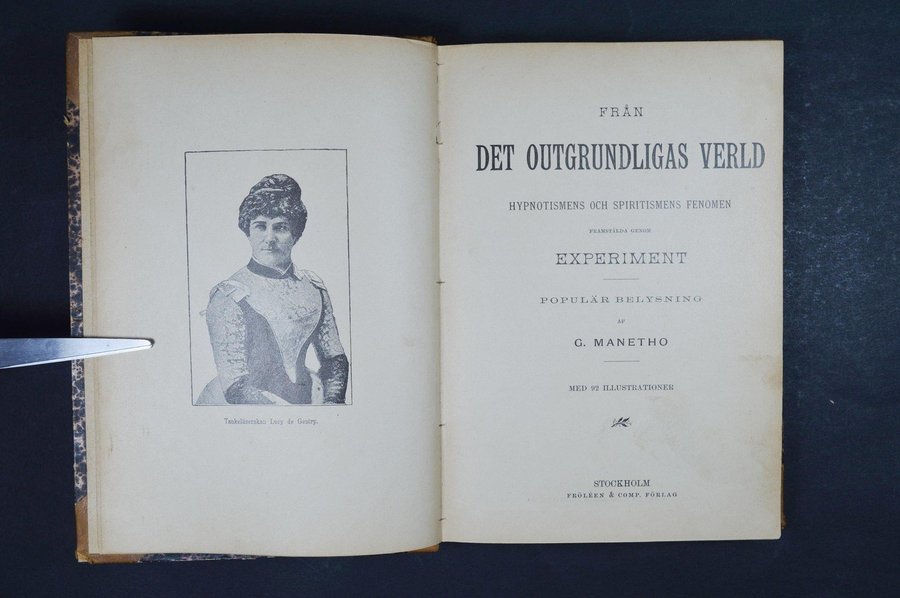 Tankeläserskan Lucy de Gentry.
FRÅN
DET OUTGRUNDLIGAS VERLD
HYPNOTISMENS OCH SPIRITISMENS FENOMEN
FRAMSTÄLDA GENOM
EXPERIMENT
POPULÄR BELYSNING
AF
G. MANETHO
MED 92 ILLUSTRATIONER
STOCKHOLM
FRÖLÉEN & COMP. FÖRLAG